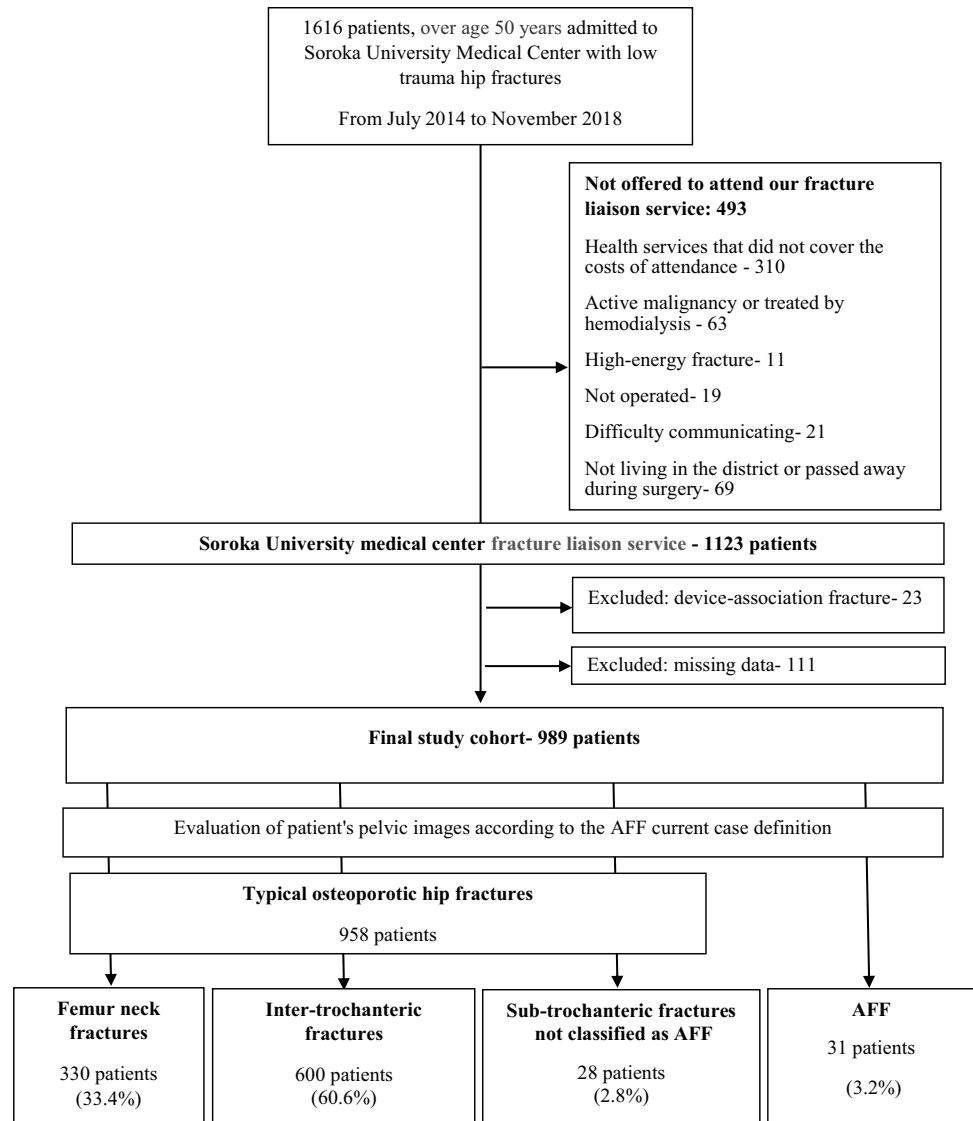 1616 patients, over age 50 years admitted to
Soroka University Medical Center with low
trauma hip fractures
From July 2014 to November 2018
Not offered to attend our fracture
liaison service: 493
Health services that did not cover the
costs of attendance - 310
Active malignancy or treated by
hemodialysis - 63
High-energy fracture- 11
Not operated- 19
Difficulty communicating- 21
Not living in the district or passed away
during surgery- 69
Soroka University medical center fracture liaison service - 1123 patients
Excluded: device-association fracture- 23
Excluded: missing data- 111
Final study cohort- 989 patients
Evaluation of patient's pelvic images according to the AFF current case definition
Typical osteoporotic hip fractures
958 patients
Femur neck
fractures
330 patients
(33.4%)
Inter-trochanteric
fractures
600 patients
(60.6%)
Sub-trochanteric fractures
not classified as AFF
28 patients
(2.8%)
AFF
31 patients
(3.2%)